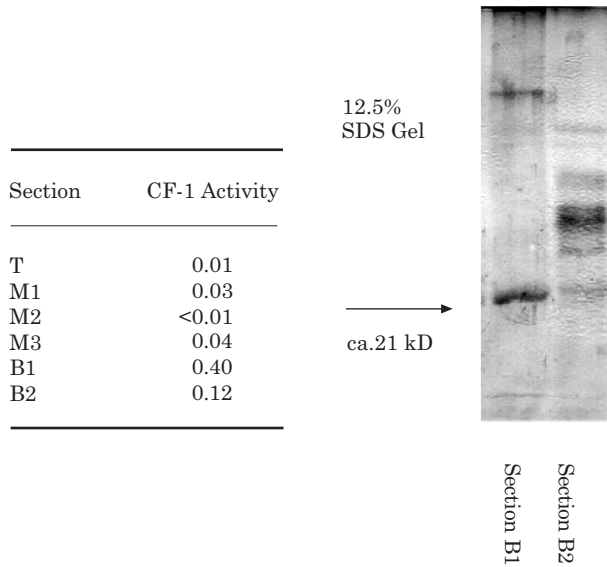 Section CF-1 Activity
T 0.01
M1 0.03
M2 <0.01
M3 0.04
B1 0.40
B2 0.12
12.5%
SDS Gel
ca.21 kD
Section B1
Section B2